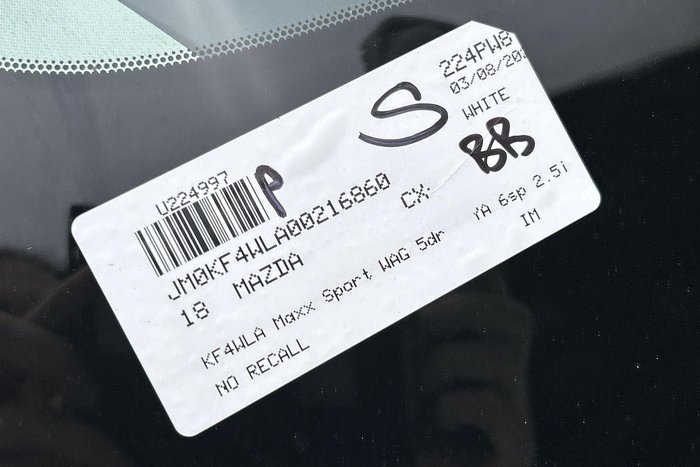 U224997
P
S
224PW8
03/08/20
WHITE
BB
JM0KF4WLA00216860
18 MAZDA CX-
KF4WLA Maxx Sport WAG 5dr YA 6sp 2.5i
NO RECALL IM